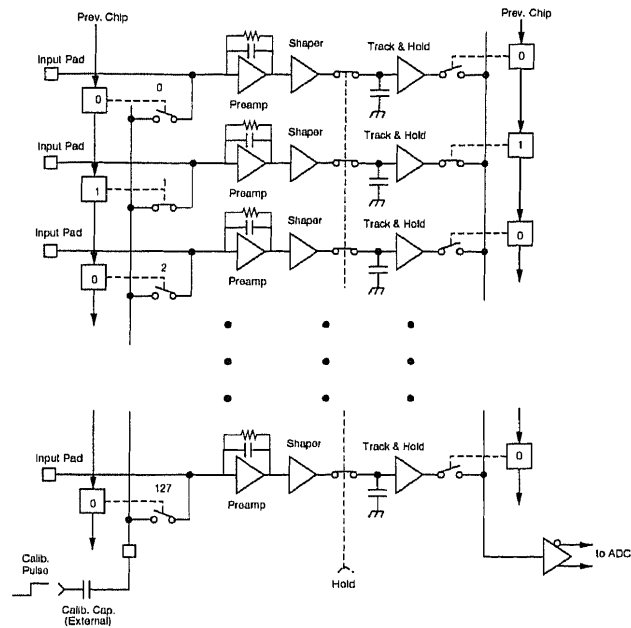 Prev. Chip
Prev. Chip
Input Pad
Shaper
Track & Hold
0
0
0
Preamp
Input Pad
Track & Hold
1
1
1
Preamp
Input Pad
Track & Hold
0
2
0
Preamp
Input Pad
Shaper
Track & Hold
0
127
0
Preamp
Calib.
Pulse
Calib. Cap.
(External)
Hold
to ADC